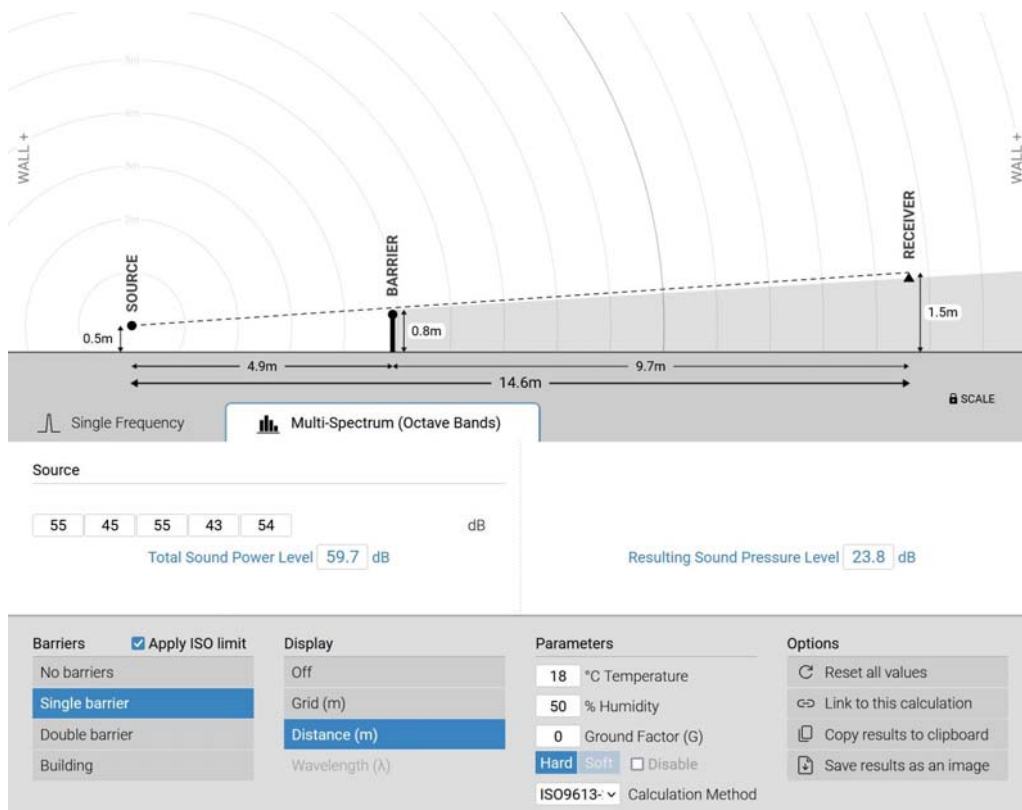 WALL +
WALL +
SOURCE
BARRIER
RECEIVER
0.5m
0.8m
1.5m
4.9m
9.7m
14.6m
SCALE
Single Frequency
Multi-Spectrum (Octave Bands)
Source
55 45 55 43 54 dB
Total Sound Power Level 59.7 dB
Resulting Sound Pressure Level 23.8 dB
Barriers Apply ISO limit
No barriers
Single barrier
Double barrier
Building
Display
Off
Grid (m)
Distance (m)
Wavelength (λ)
Parameters
18 °C Temperature
50 % Humidity
0 Ground Factor (G)
Hard Soft Disable
ISO9613- Calculation Method
Options
Reset all values
Link to this calculation
Copy results to clipboard
Save results as an image